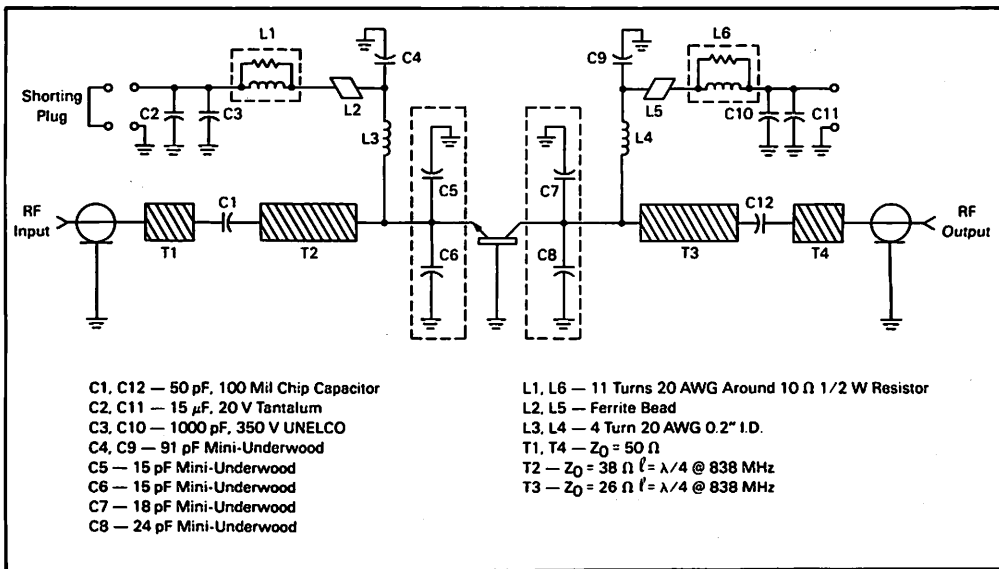 L1
C4
C9
L6
Shorting
Plug
C2
C3
L2
L5
C10
C11
L3
L4
C5
C7
RF
Input
C1
C12
RF
Output
T1
T2
C6
C8
T3
T4
C1, C12 — 50 pF, 100 Mil Chip Capacitor
C2, C11 — 15 μF, 20 V Tantalum
C3, C10 — 1000 pF, 350 V UNELCO
C4, C9 — 91 pF Mini-Underwood
C5 — 15 pF Mini-Underwood
C6 — 15 pF Mini-Underwood
C7 — 18 pF Mini-Underwood
C8 — 24 pF Mini-Underwood
L1, L6 — 11 Turns 20 AWG Around 10 Ω 1/2 W Resistor
L2, L5 — Ferrite Bead
L3, L4 — 4 Turn 20 AWG 0.2" I.D.
T1, T4 — Z₀ = 50 Ω
T2 — Z₀ = 38 Ω ℓ = λ/4 @ 838 MHz
T3 — Z₀ = 26 Ω ℓ = λ/4 @ 838 MHz